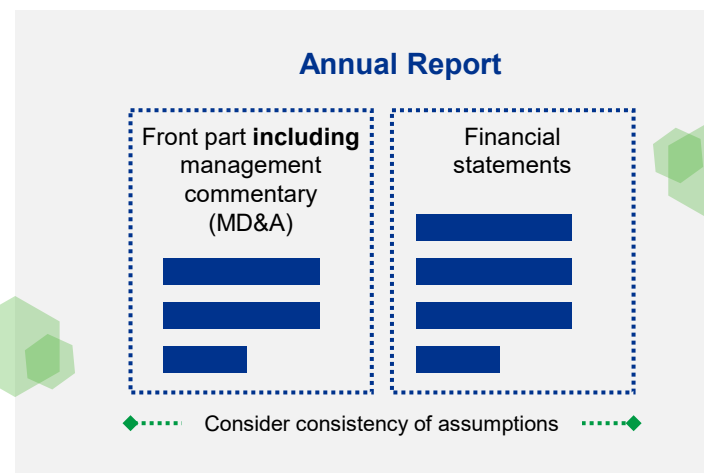 Annual Report
Front part including
management
commentary
(MD&A)
Financial
statements
Consider consistency of assumptions